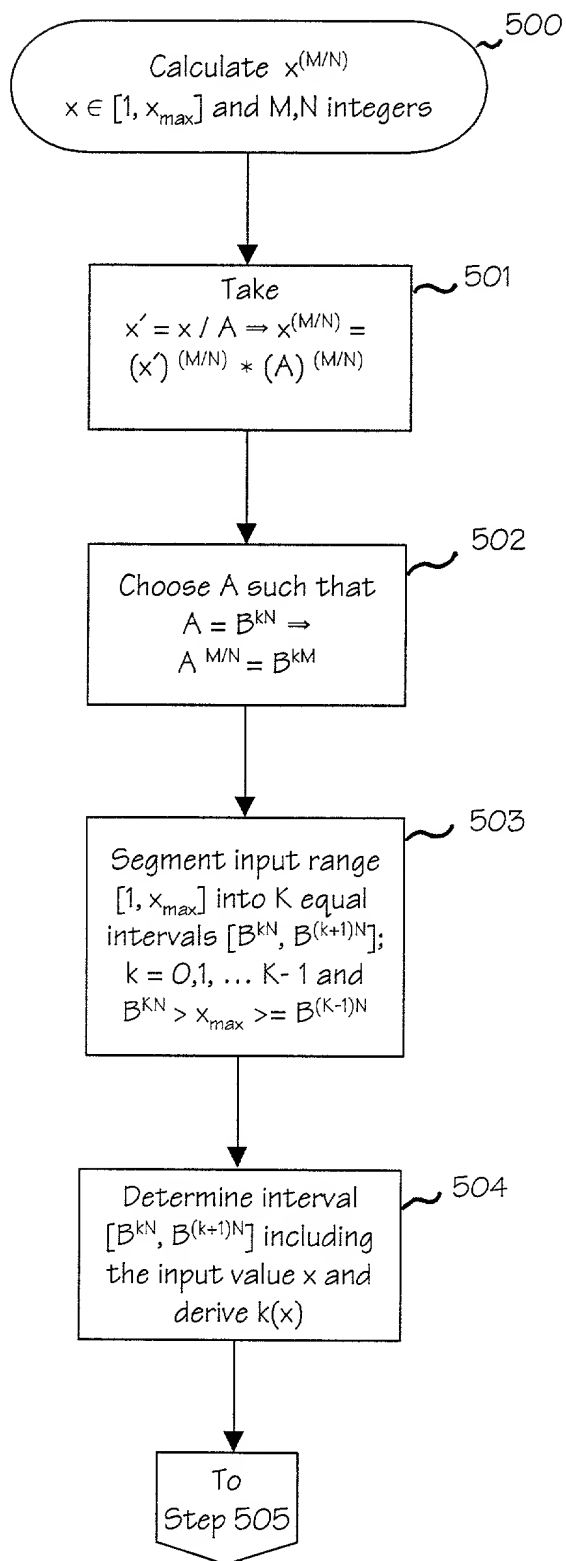 500
Calculate x^(M/N)
x ∈ [1, x_max] and M,N integers
501
Take
x′ = x / A ⇒ x^(M/N) =
(x′)^(M/N) * (A)^(M/N)
502
Choose A such that
A = B^kN ⇒
A^M/N = B^kM
503
Segment input range
[1, x_max] into K equal
intervals [B^kN, B^(k+1)N];
k = 0,1, ... K- 1 and
B^KN > x_max >= B^(K-1)N
504
Determine interval
[B^kN, B^(k+1)N] including
the input value x and
derive k(x)
To
Step 505